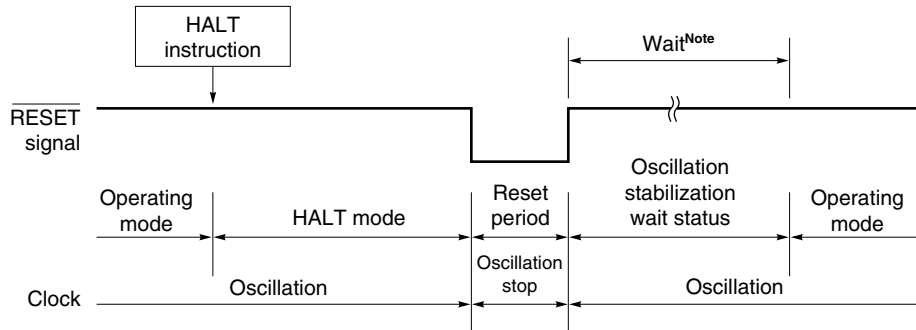 HALT
instruction
Wait Note
RESET
signal
Operating
mode
HALT mode
Reset
period
Oscillation
stabilization
wait status
Operating
mode
Clock
Oscillation
Oscillation
stop
Oscillation